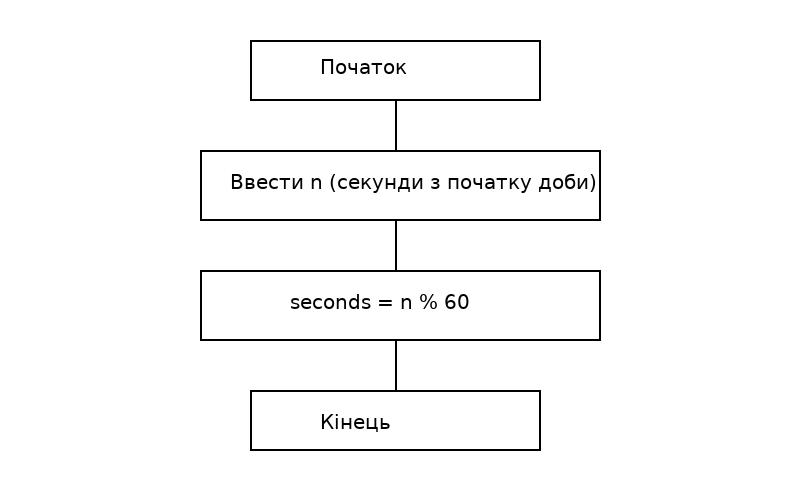 Початок
Ввести n (секунди з початку доби)
seconds = n % 60
Кінець